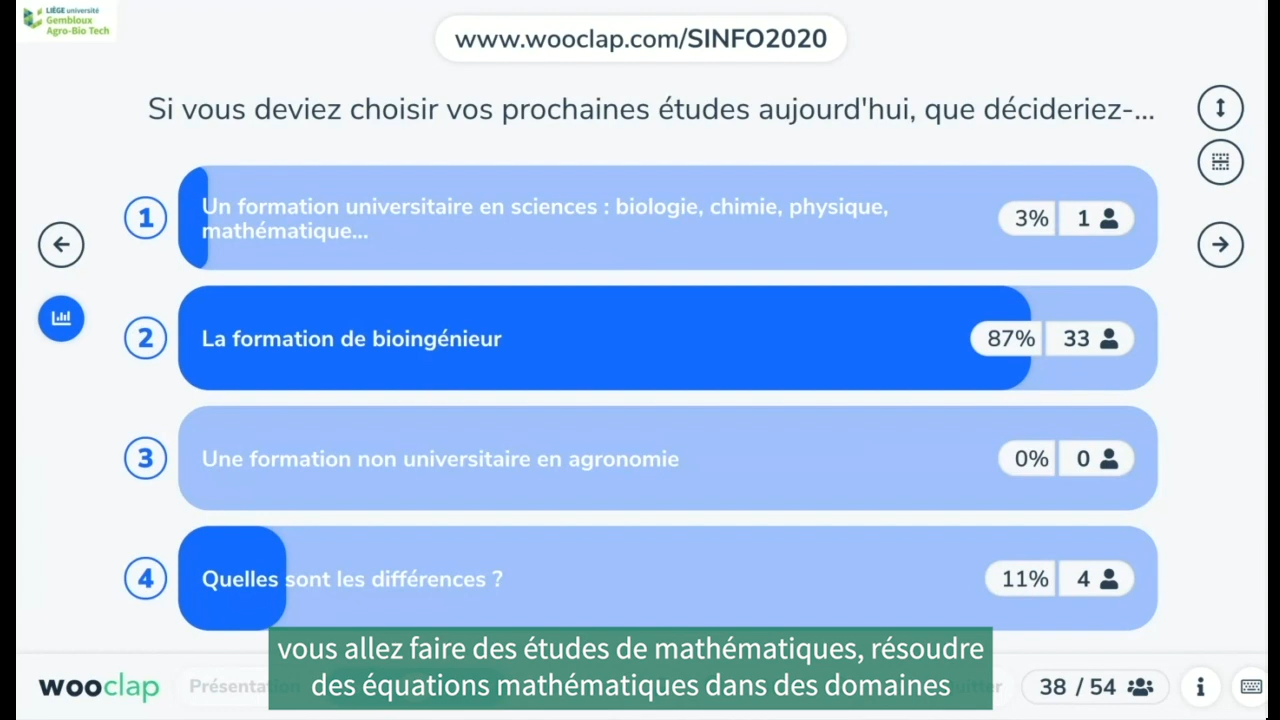 LIÈGE université
Gembloux
Agro-Bio Tech
www.wooclap.com/SINFO2020
Si vous deviez choisir vos prochaines études aujourd'hui, que décideriez-...
1
Un formation universitaire en sciences : biologie, chimie, physique,
mathématique...
3% 1
2
La formation de bioingénieur
87% 33
3
Une formation non universitaire en agronomie
0% 0
4
Quelles sont les différences ?
11% 4
vous allez faire des études de mathématiques, résoudre
des équations mathématiques dans des domaines
wooclap
38 / 54
i